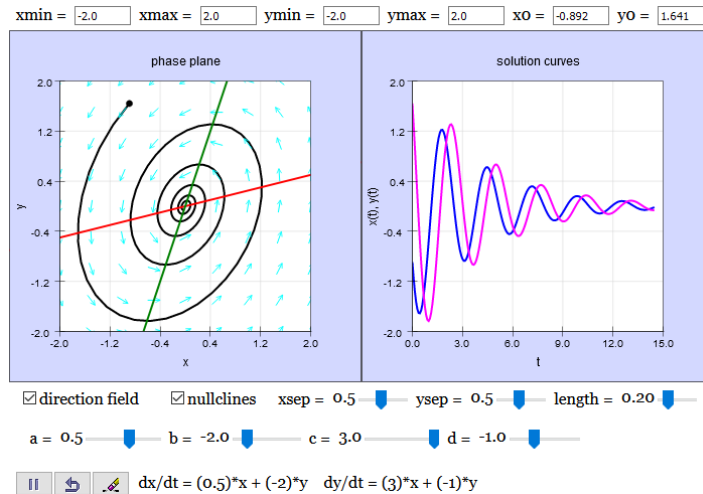 xmin = -2.0 xmax = 2.0 ymin = -2.0 ymax = 2.0 x0 = -0.892 y0 = 1.641
phase plane
2.0
1.2
0.4
-0.4
-1.2
-2.0
y
-2.0 -1.2 -0.4 0.4 1.2 2.0
x
solution curves
2.0
1.2
0.4
-0.4
-1.2
-2.0
x(t), y(t)
0.0 3.0 6.0 9.0 12.0 15.0
t
direction field nullclines xsep = 0.5 ysep = 0.5 length = 0.20
a = 0.5 b = -2.0 c = 3.0 d = -1.0
dx/dt = (0.5)*x + (-2)*y dy/dt = (3)*x + (-1)*y